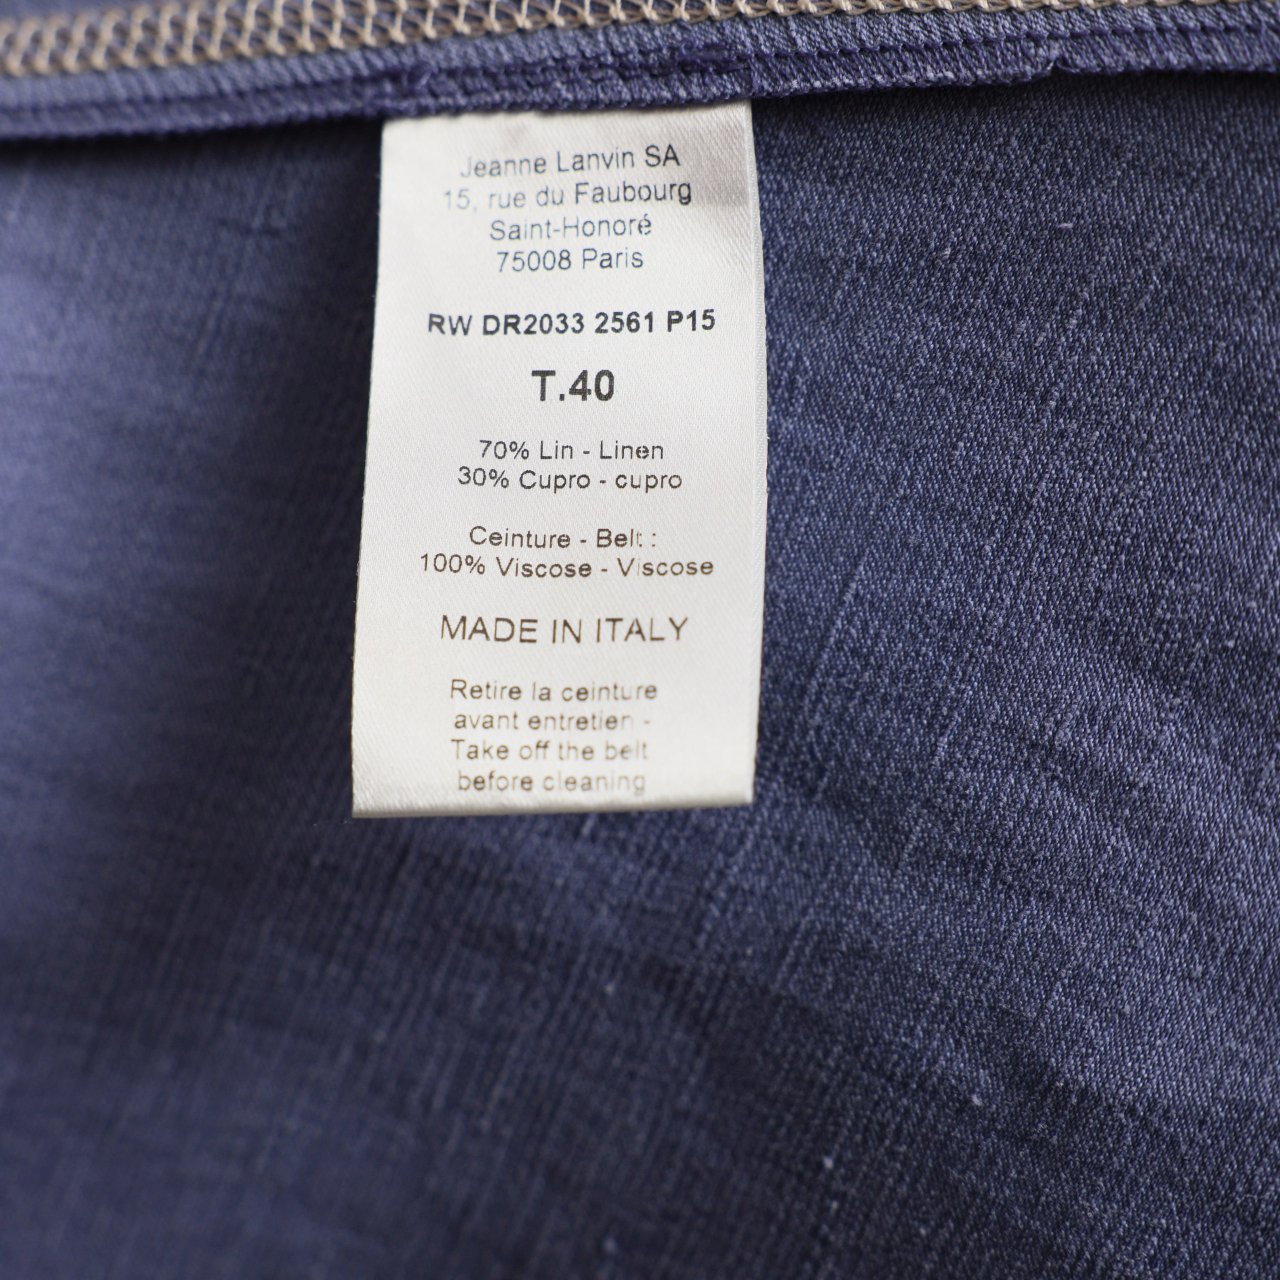 Jeanne Lanvin SA
15, rue du Faubourg
Saint-Honoré
75008 Paris
RW DR2033 2561 P15
T.40
70% Lin - Linen
30% Cupro - cupro
Ceinture - Belt :
100% Viscose - Viscose
MADE IN ITALY
Retire la ceinture
avant entretien -
Take off the belt
before cleaning